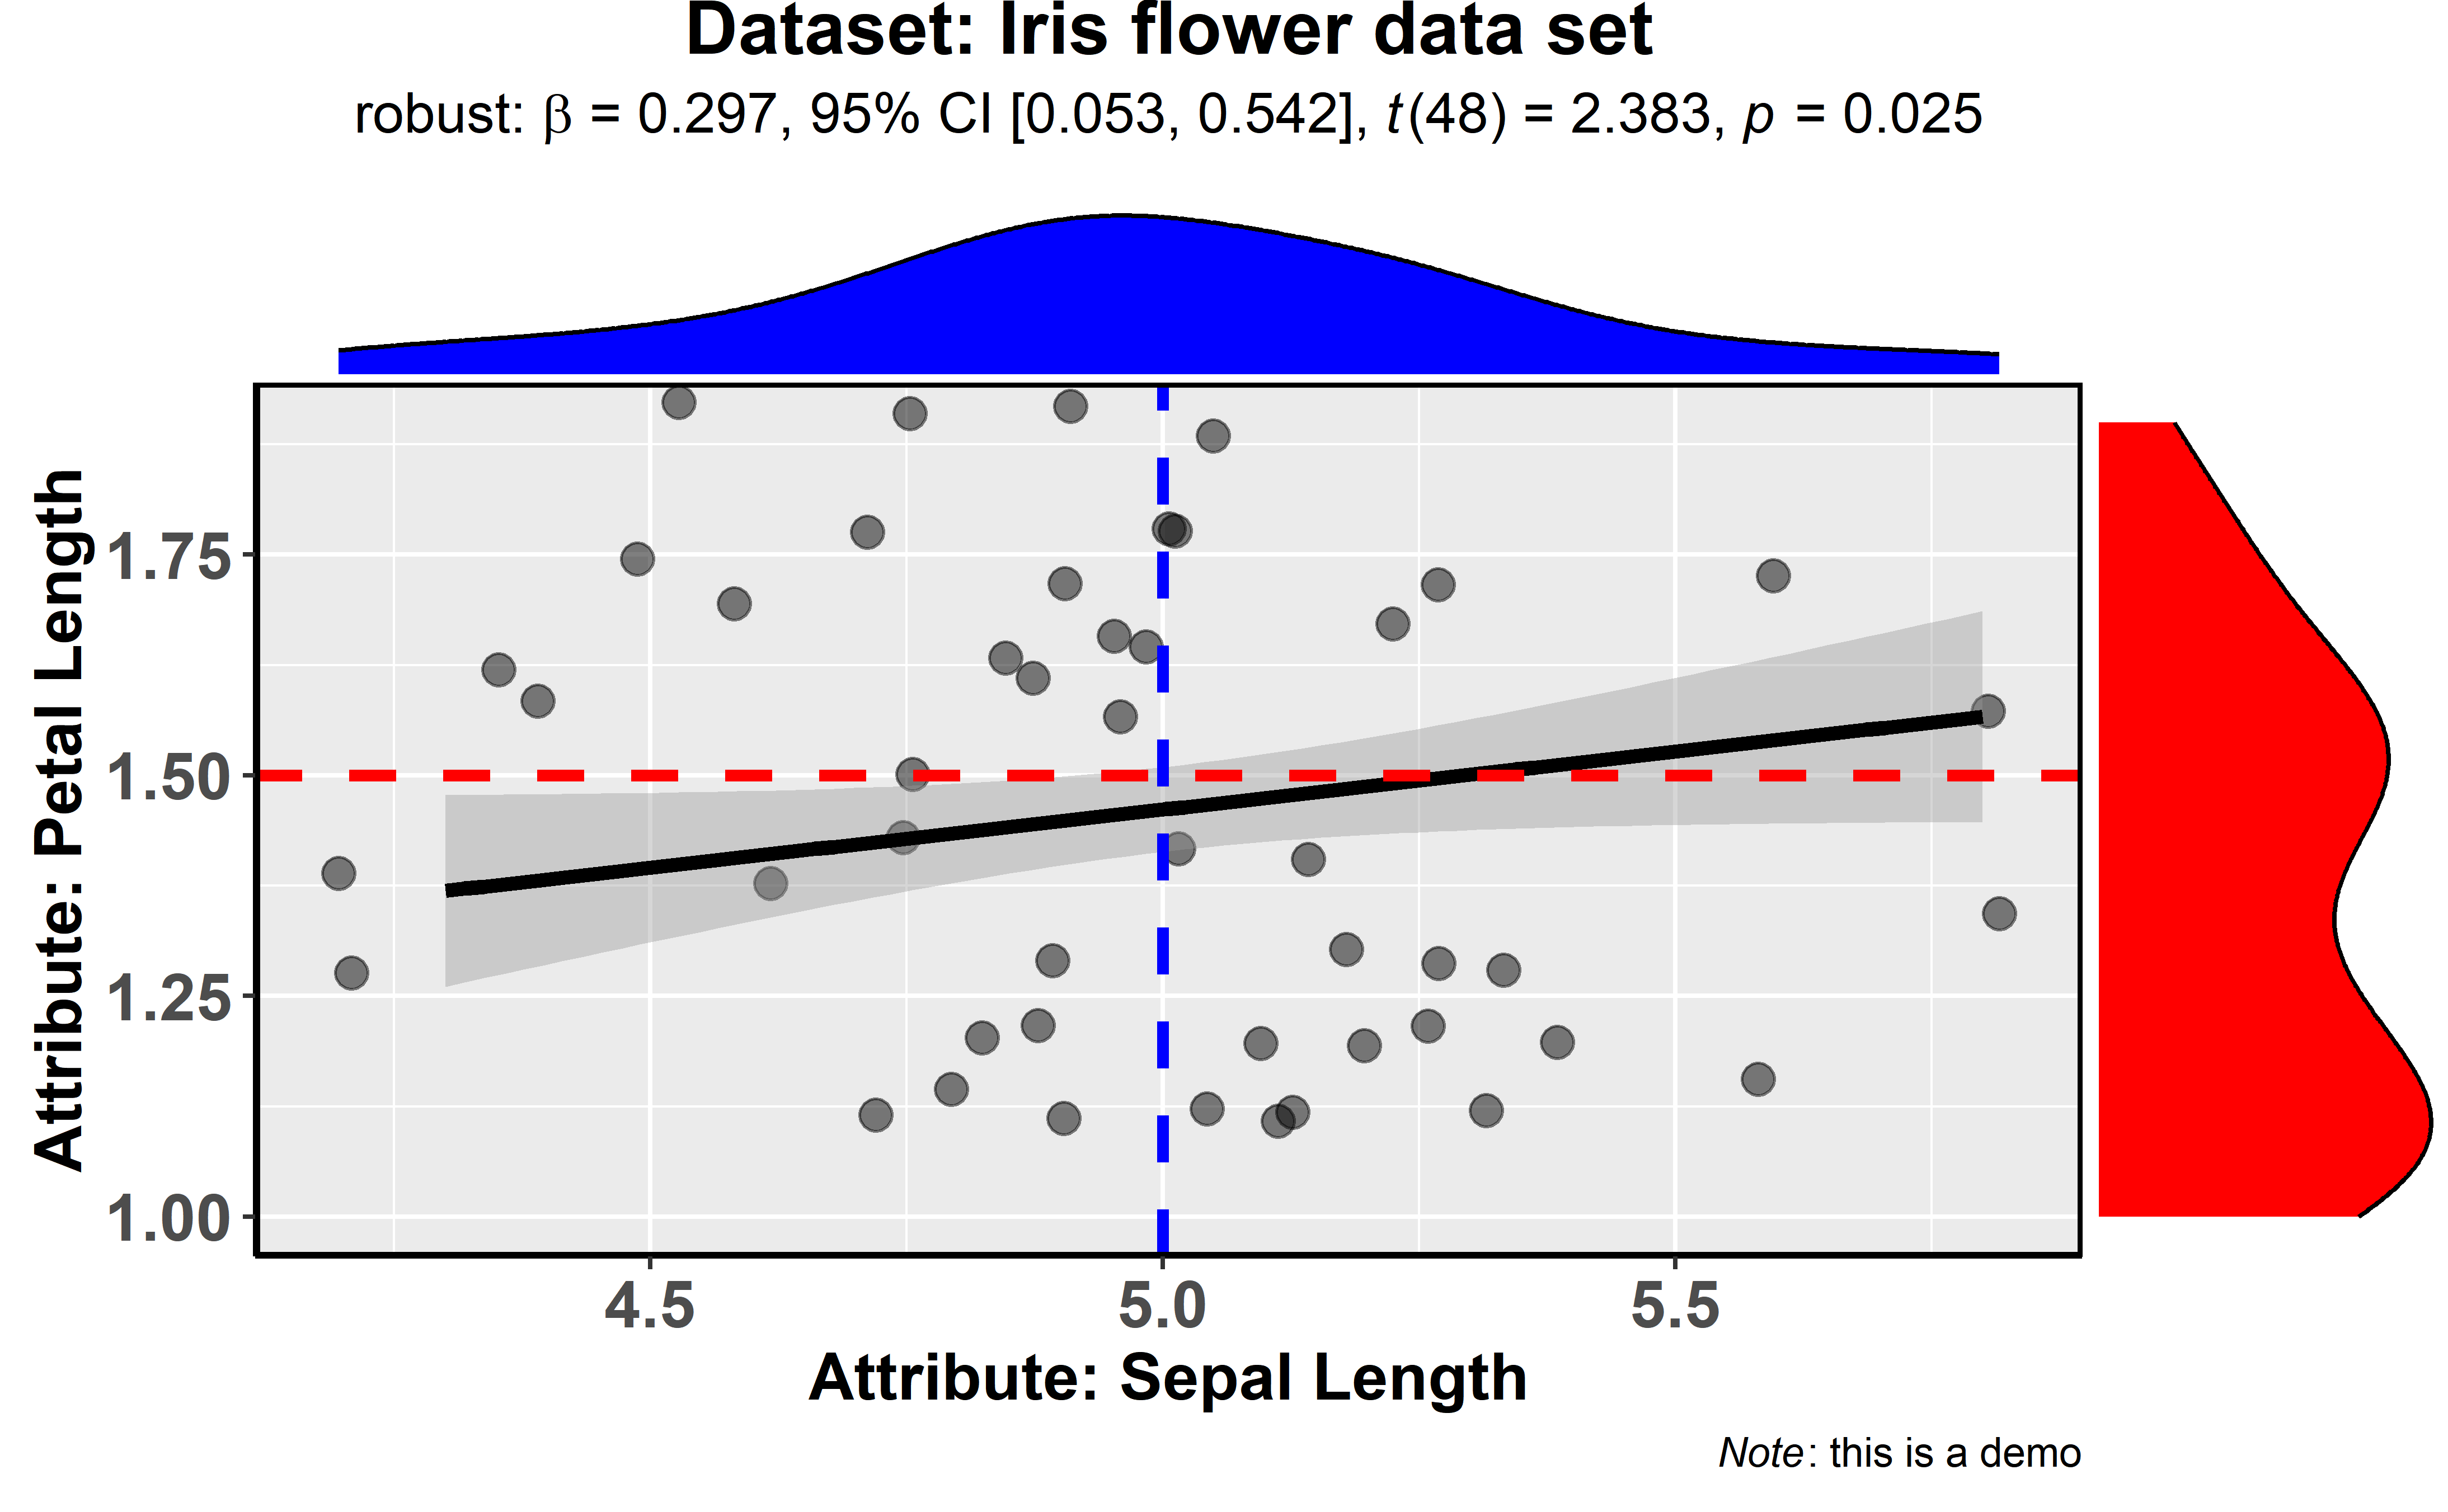 Dataset: Iris flower data set
robust: β = 0.297, 95% CI [0.053, 0.542], t(48) = 2.383, p = 0.025
Attribute: Petal Length
1.75
1.50
1.25
1.00
4.5 5.0 5.5
Attribute: Sepal Length
Note: this is a demo